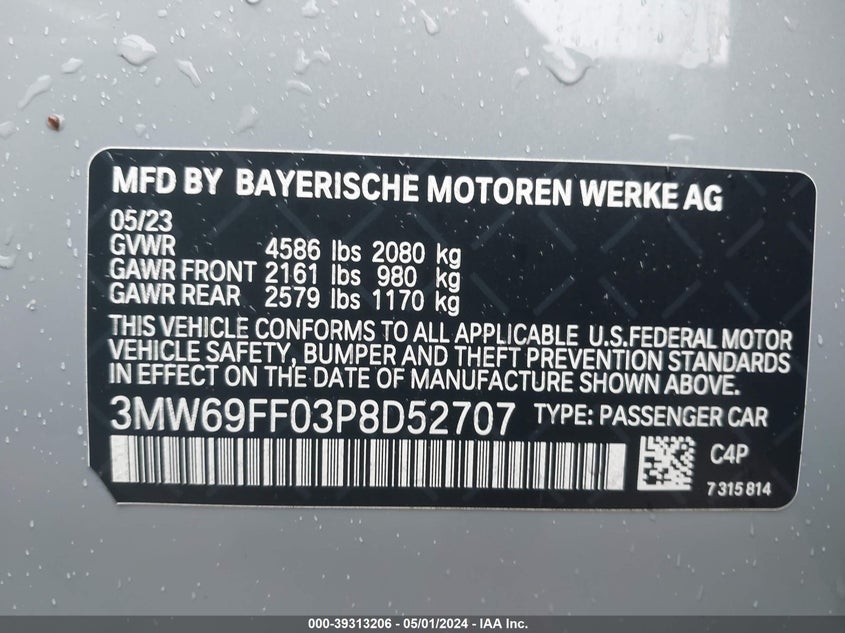 MFD BY BAYERISCHE MOTOREN WERKE AG
05/23
GVWR 4586 lbs 2080 kg
GAWR FRONT 2161 lbs 980 kg
GAWR REAR 2579 lbs 1170 kg
THIS VEHICLE CONFORMS TO ALL APPLICABLE U.S.FEDERAL MOTOR
VEHICLE SAFETY, BUMPER AND THEFT PREVENTION STANDARDS
IN EFFECT ON THE DATE OF MANUFACTURE SHOWN ABOVE.
3MW69FF03P8D52707 TYPE: PASSENGER CAR
C4P
7 315 814
000-39313206 - 05/01/2024 - IAA Inc.